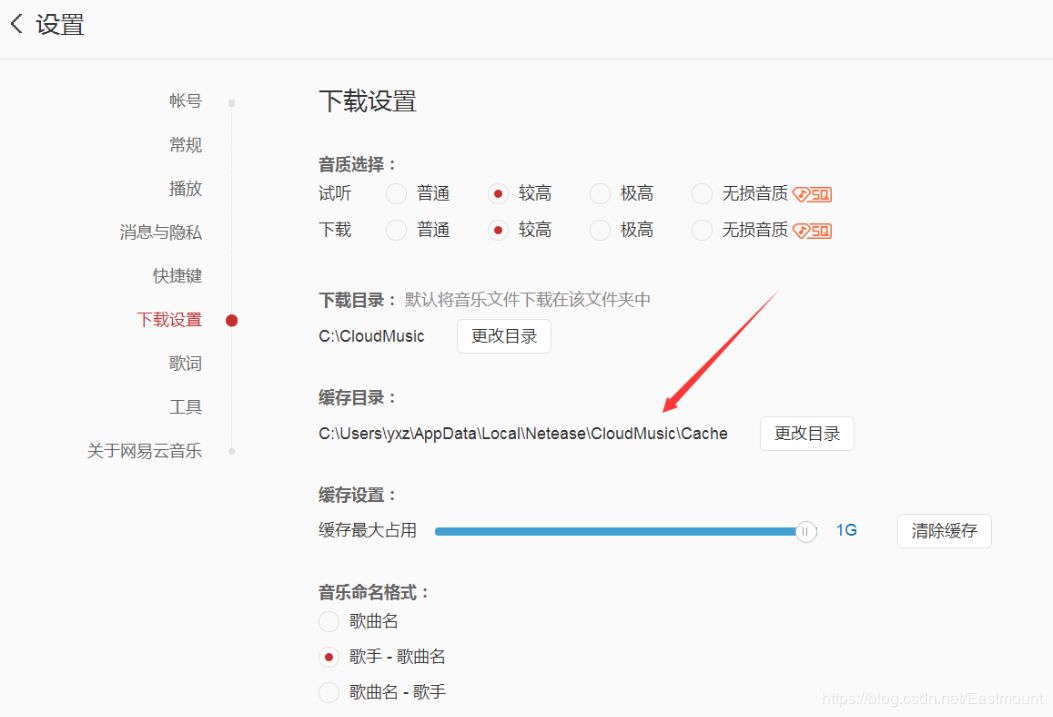 设置
帐号
常规
播放
消息与隐私
快捷键
下载设置
歌词
工具
关于网易云音乐
下载设置
音质选择：
试听 普通 较高 极高 无损音质 SQ
下载 普通 较高 极高 无损音质 SQ
下载目录： 默认将音乐文件下载在该文件夹中
C:\CloudMusic 更改目录
缓存目录：
C:\Users\yxz\AppData\Local\Netease\CloudMusic\Cache 更改目录
缓存设置：
缓存最大占用 1G 清除缓存
音乐命名格式：
歌曲名
歌手 - 歌曲名
歌曲名 - 歌手
https://blog.csdn.net/Eastmount